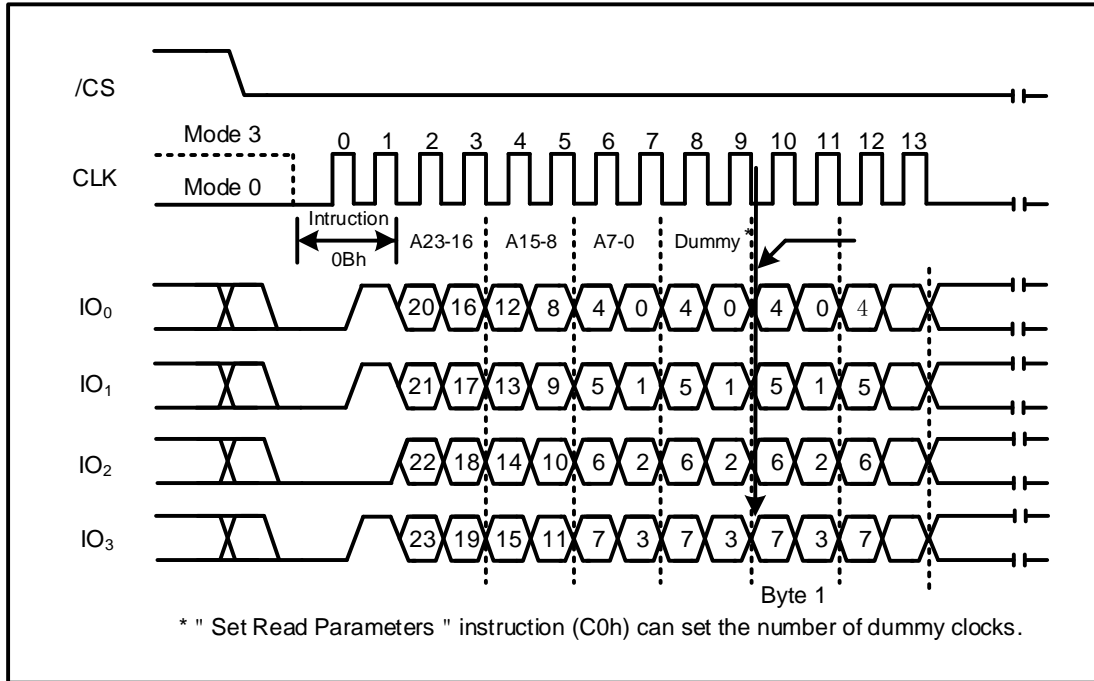 /CS
Mode 3
0 1 2 3 4 5 6 7 8 9 10 11 12 13
CLK
Mode 0
Intruction
0Bh
A23-16 A15-8 A7-0 Dummy *
IO0 20 16 12 8 4 0 4 0 4 0 4
IO1 21 17 13 9 5 1 5 1 5 1 5
IO2 22 18 14 10 6 2 6 2 6 2 6
IO3 23 19 15 11 7 3 7 3 7 3 7
Byte 1
* " Set Read Parameters " instruction (C0h) can set the number of dummy clocks.